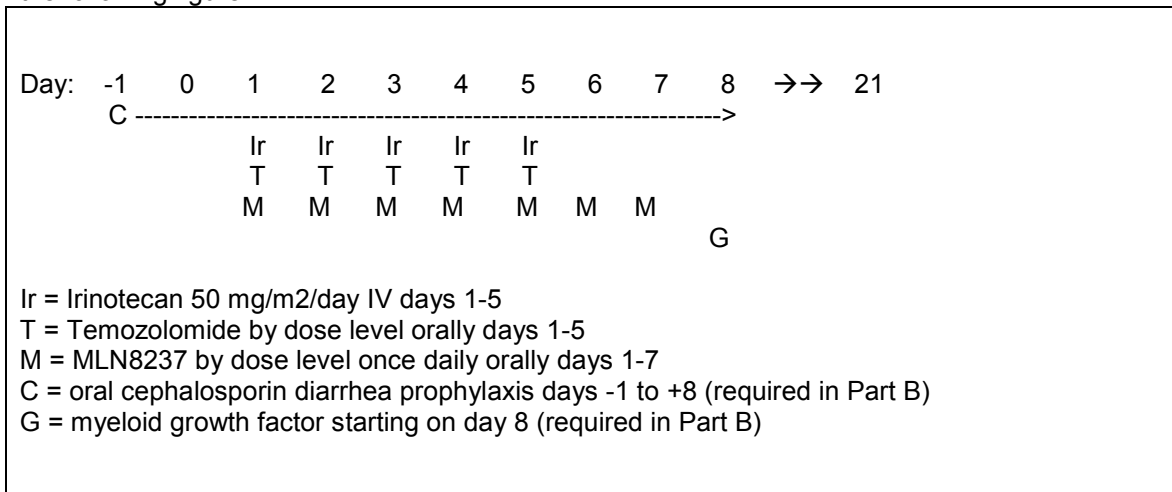 Day: -1 0 1 2 3 4 5 6 7 8 →→ 21
C ----------------------------------------------------------------->
Ir Ir Ir Ir Ir
T T T T T
M M M M M M M
G
Ir = Irinotecan 50 mg/m2/day IV days 1-5
T = Temozolomide by dose level orally days 1-5
M = MLN8237 by dose level once daily orally days 1-7
C = oral cephalosporin diarrhea prophylaxis days -1 to +8 (required in Part B)
G = myeloid growth factor starting on day 8 (required in Part B)